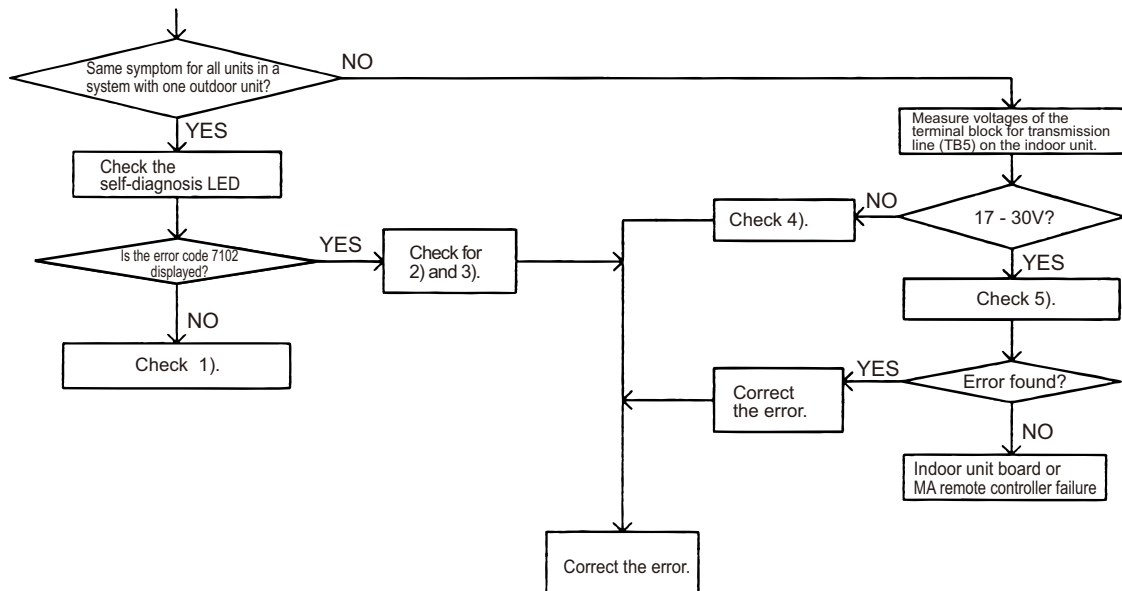 Same symptom for all units in a
system with one outdoor unit?
NO
YES
Measure voltages of the
terminal block for transmission
line (TB5) on the indoor unit.
Check the
self-diagnosis LED
17 - 30V?
NO
Check 4).
YES
Is the error code 7102
displayed?
YES
Check for
2) and 3).
Check 5).
NO
Check 1).
Error found?
YES
Correct
the error.
NO
Indoor unit board or
MA remote controller failure
Correct the error.